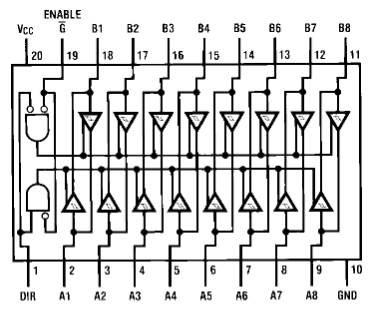 ENABLE
VCC G̅ B1 B2 B3 B4 B5 B6 B7 B8
20 19 18 17 16 15 14 13 12 11
1 2 3 4 5 6 7 8 9 10
DIR A1 A2 A3 A4 A5 A6 A7 A8 GND